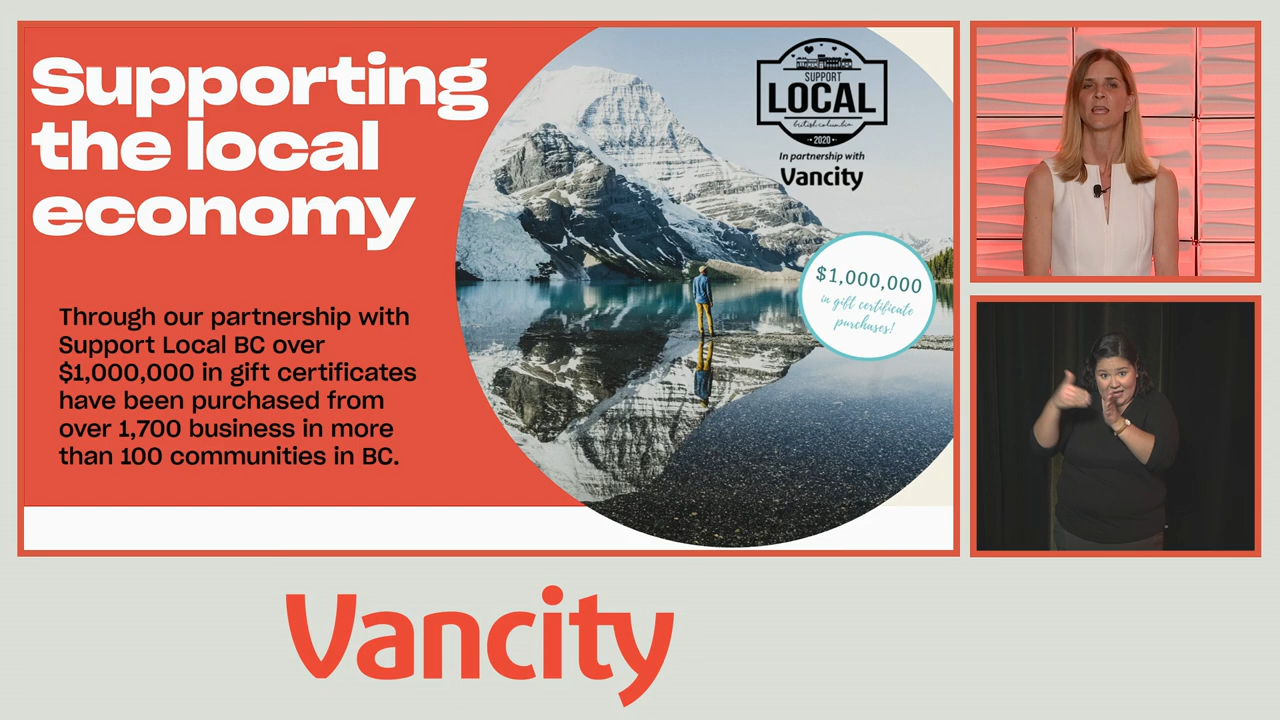 Supporting
the local
economy
Through our partnership with
Support Local BC over
$1,000,000 in gift certificates
have been purchased from
over 1,700 business in more
than 100 communities in BC.
SUPPORT
LOCAL
british columbia
2020
In partnership with
Vancity
$1,000,000
in gift certificate
purchases!
Vancity